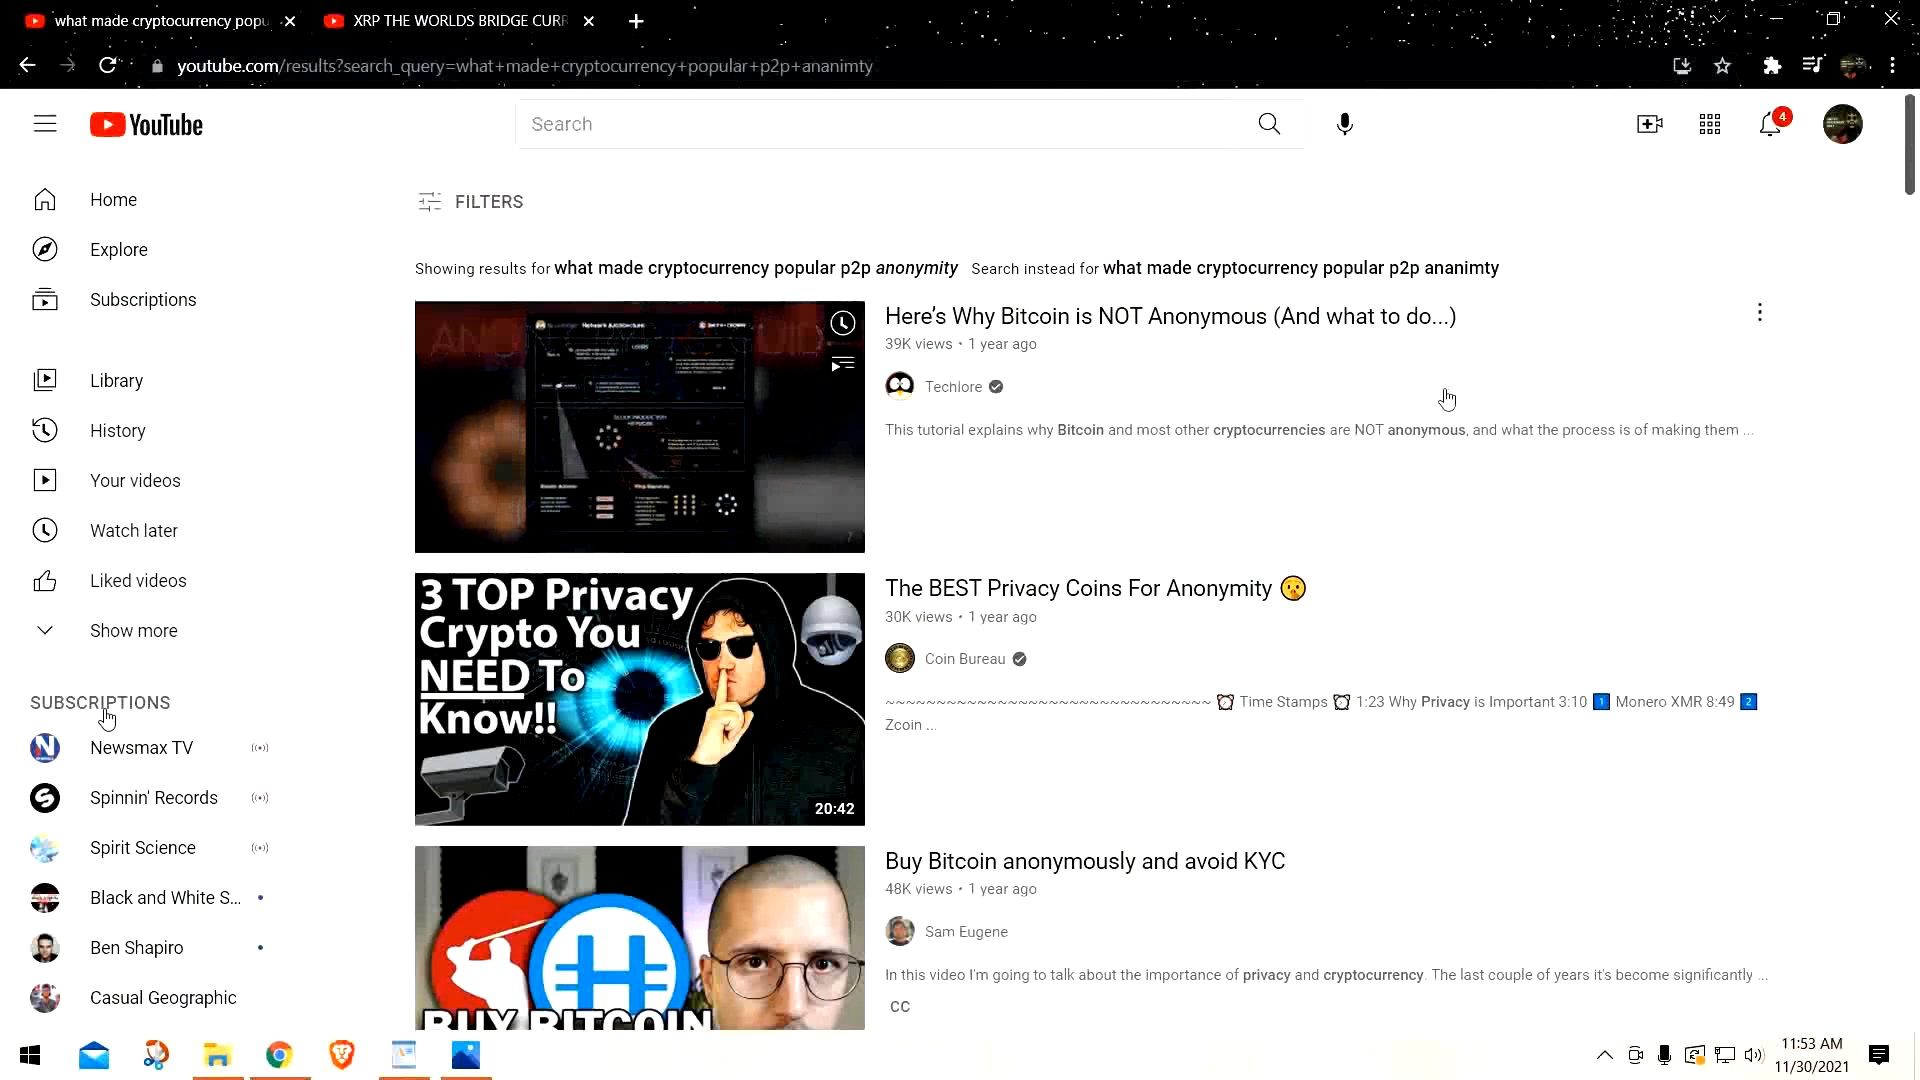 what made cryptocurrency popu
XRP THE WORLDS BRIDGE CURR
youtube.com/results?search_query=what+made+cryptocurrency+popular+p2p+ananimty
YouTube
Search
4
Home
Explore
Subscriptions
Library
History
Your videos
Watch later
Liked videos
Show more
SUBSCRIPTIONS
Newsmax TV
Spinnin' Records
Spirit Science
Black and White S...
Ben Shapiro
Casual Geographic
FILTERS
Showing results for what made cryptocurrency popular p2p anonymity Search instead for what made cryptocurrency popular p2p ananimty
Here's Why Bitcoin is NOT Anonymous (And what to do...)
39K views • 1 year ago
Techlore
This tutorial explains why Bitcoin and most other cryptocurrencies are NOT anonymous, and what the process is of making them ...
3 TOP Privacy
Crypto You
NEED To
Know!!
20:42
The BEST Privacy Coins For Anonymity 🤫
30K views • 1 year ago
Coin Bureau
~~~~~~~~~~~~~~~~~~~~~~~~~~~~~~~~ ⏰ Time Stamps ⏰ 1:23 Why Privacy is Important 3:10 1️⃣ Monero XMR 8:49 2️⃣
Zcoin ...
BUY BITCOIN
Buy Bitcoin anonymously and avoid KYC
48K views • 1 year ago
Sam Eugene
In this video I'm going to talk about the importance of privacy and cryptocurrency. The last couple of years it's become significantly ...
CC
11:53 AM
11/30/2021